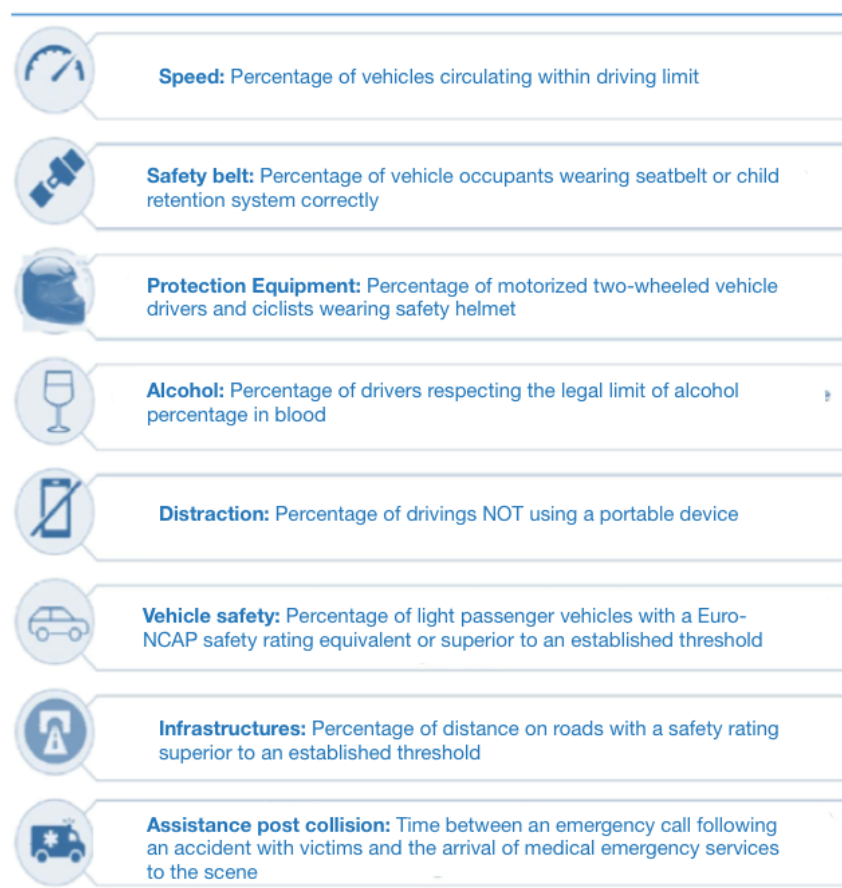 Speed: Percentage of vehicles circulating within driving limit
Safety belt: Percentage of vehicle occupants wearing seatbelt or child
retention system correctly
Protection Equipment: Percentage of motorized two-wheeled vehicle
drivers and ciclists wearing safety helmet
Alcohol: Percentage of drivers respecting the legal limit of alcohol
percentage in blood
Distraction: Percentage of drivings NOT using a portable device
Vehicle safety: Percentage of light passenger vehicles with a Euro-
NCAP safety rating equivalent or superior to an established threshold
Infrastructures: Percentage of distance on roads with a safety rating
superior to an established threshold
Assistance post collision: Time between an emergency call following
an accident with victims and the arrival of medical emergency services
to the scene